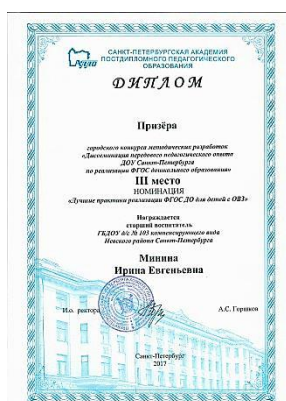 САНКТ-ПЕТЕРБУРГСКАЯ АКАДЕМИЯ
ПОСТДИПЛОМНОГО ПЕДАГОГИЧЕСКОГО
ОБРАЗОВАНИЯ
ДИПЛОМ
Призёра
городского конкурса методических разработок
«Диссеминация передового педагогического опыта
ДОУ Санкт-Петербурга
по реализации ФГОС дошкольного образования»
III место
НОМИНАЦИЯ
«Лучшие практики реализации ФГОС ДО для детей с ОВЗ»
Награждается
старший воспитатель
ГБДОУ д/с № 103 компенсирующего вида
Невского района Санкт-Петербурга
Минина
Ирина Евгеньевна
И.о. ректора
А.С. Горшков
Санкт-Петербург
2017